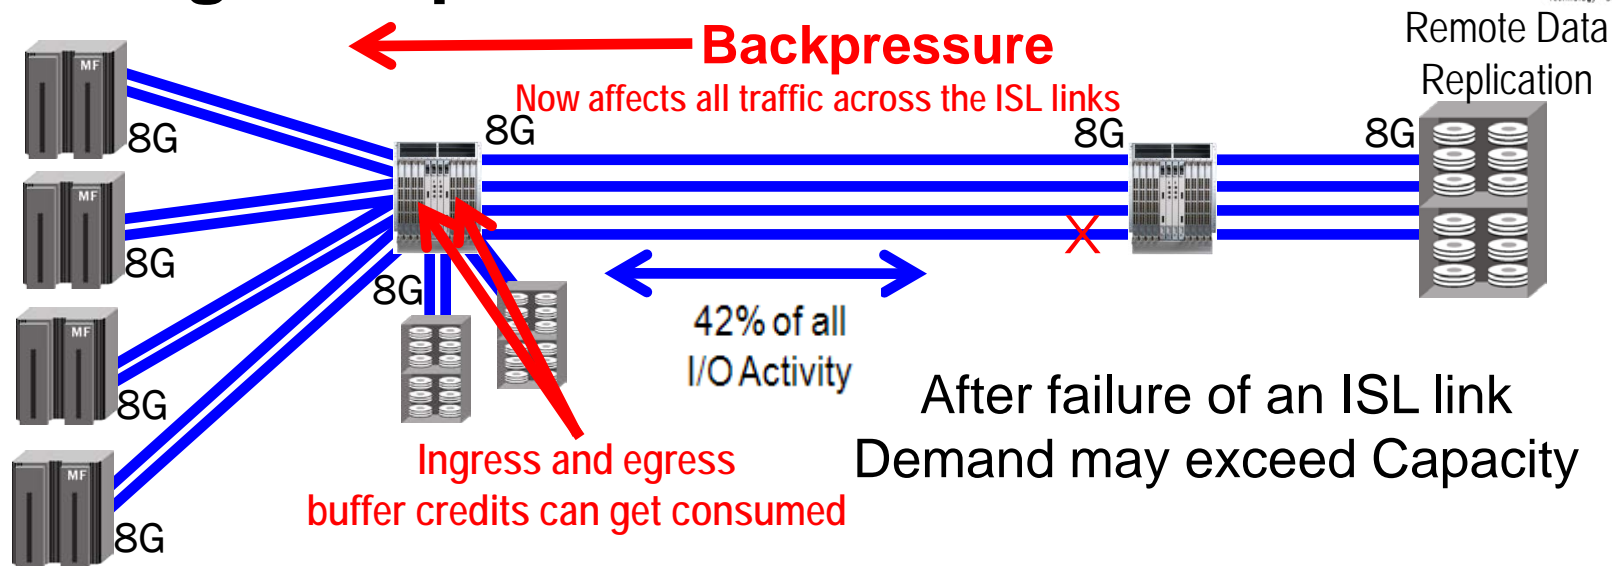 Backpressure
Now affects all traffic across the ISL links
Remote Data
Replication
MF
8G
8G
8G
8G
MF
8G
8G
MF
8G
MF
8G
42% of all
I/O Activity
After failure of an ISL link
Demand may exceed Capacity
Ingress and egress
buffer credits can get consumed